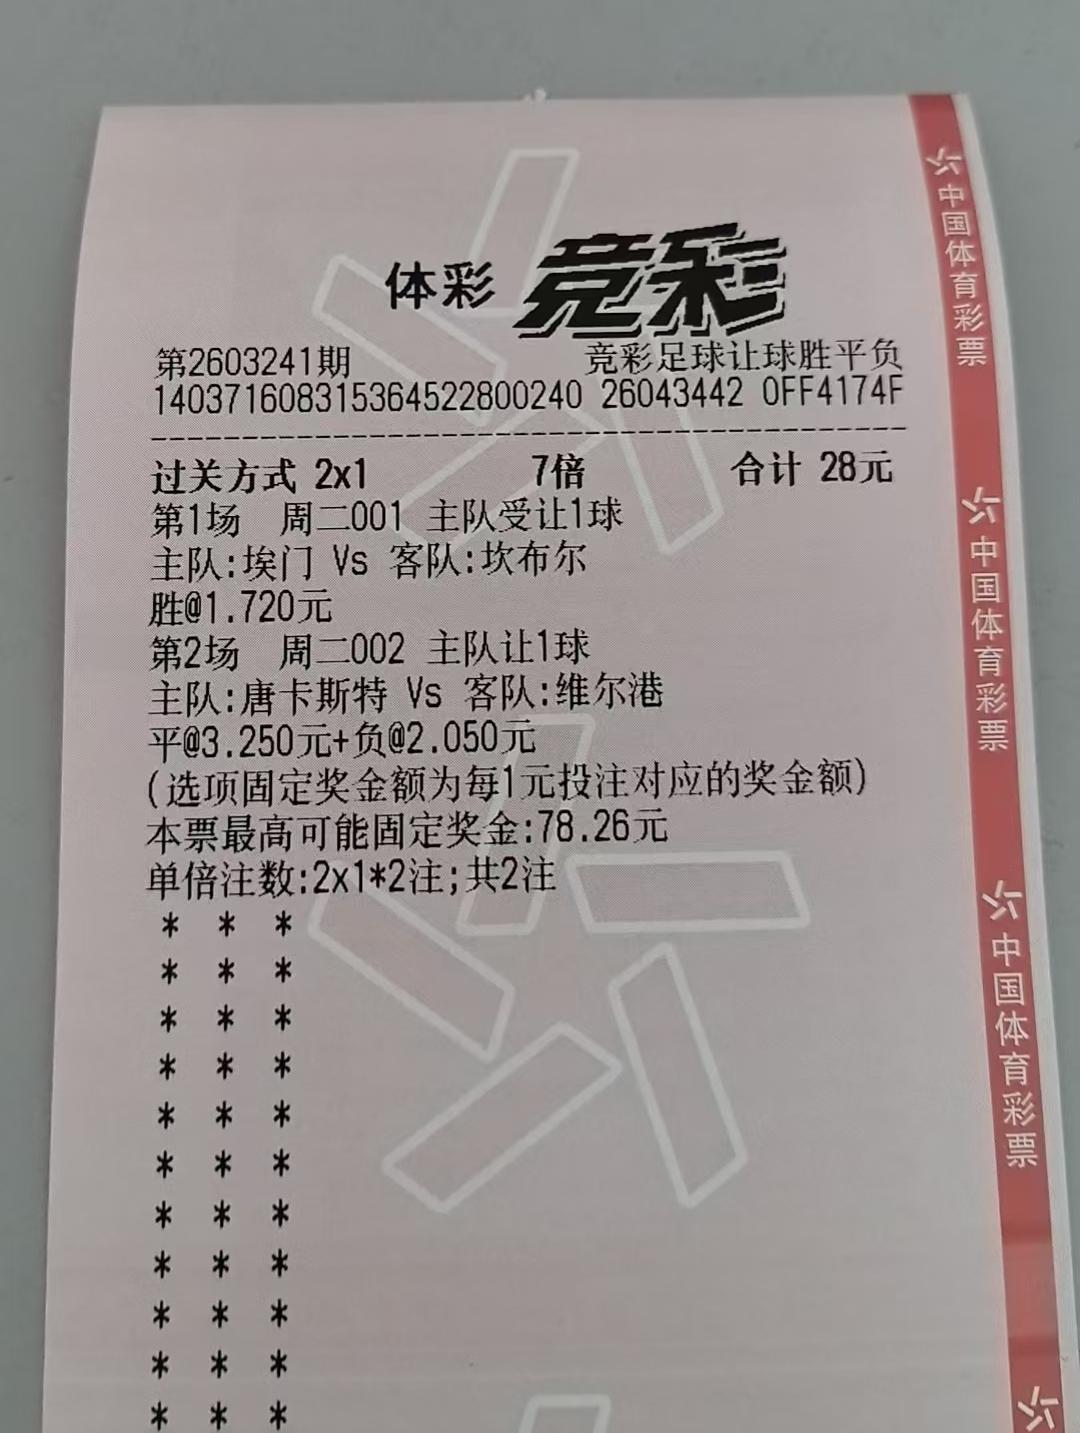 体彩 竞彩
第2603241期 竞彩足球让球胜平负
140371608315364522800240 26043442 0FF4174F
----------------------------------------
过关方式 2x1 7倍 合计 28元
第1场 周二001 主队受让1球
主队:埃门 Vs 客队:坎布尔
胜@1.720元
第2场 周二002 主队让1球
主队:唐卡斯特 Vs 客队:维尔港
平@3.250元+负@2.050元
(选项固定奖金额为每1元投注对应的奖金额)
本票最高可能固定奖金:78.26元
单倍注数:2x1*2注;共2注
* * *
* * *
* * *
* * *
* * *
* * *
* * *
* * *
* * *
* * *
* * *
中国体育彩票
中国体育彩票
中国体育彩票